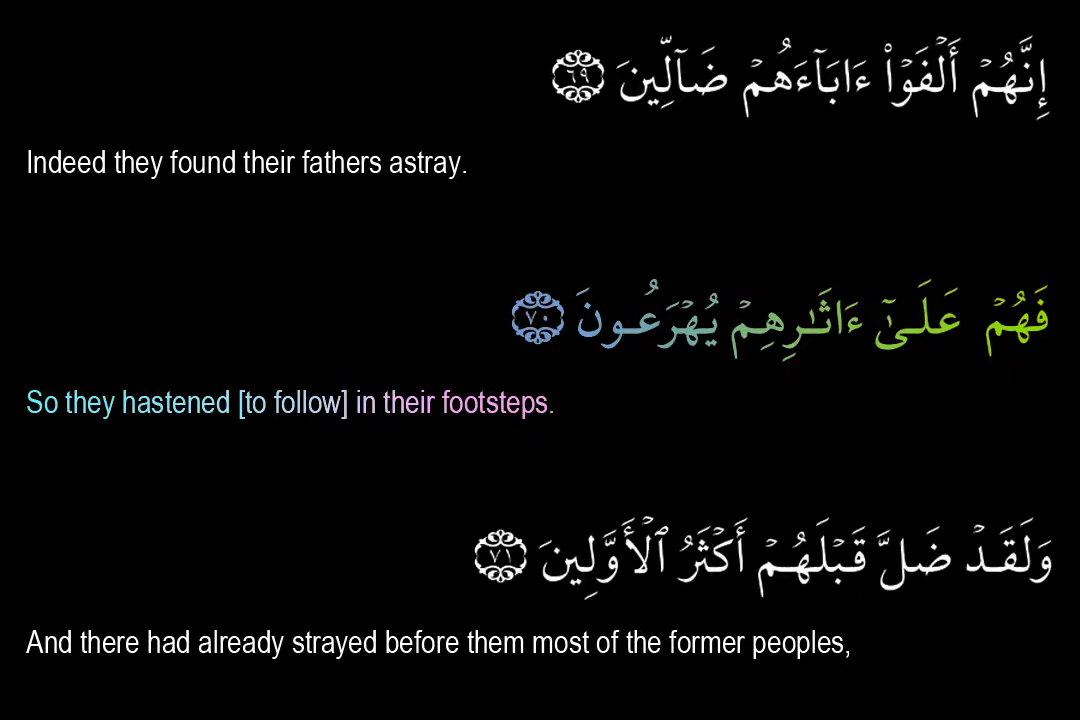 إِنَّهُمۡ أَلۡفَوۡاْ ءَابَآءَهُمۡ ضَآلِّينَ ٦٩
Indeed they found their fathers astray.
فَهُمۡ عَلَىٰٓ ءَاثَٰرِهِمۡ يُهۡرَعُونَ ٧٠
So they hastened [to follow] in their footsteps.
وَلَقَدۡ ضَلَّ قَبۡلَهُمۡ أَكۡثَرُ ٱلۡأَوَّلِينَ ٧١
And there had already strayed before them most of the former peoples,